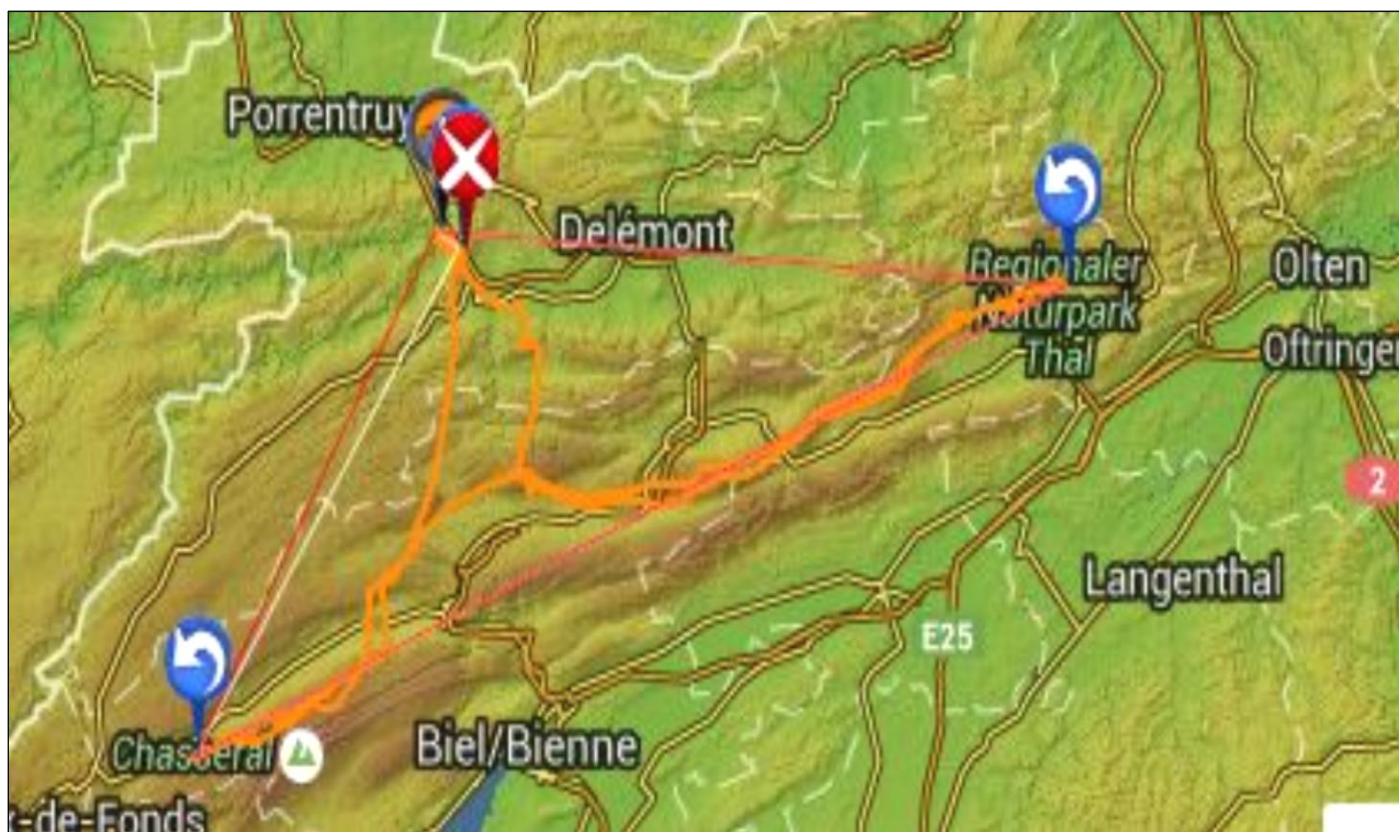 Porrentruy
Delémont
Regionaler
Naturpark
Thal
Olten
Oftringen
2
Langenthal
E25
Chasseral
Biel/Bienne
x-de-Fonds